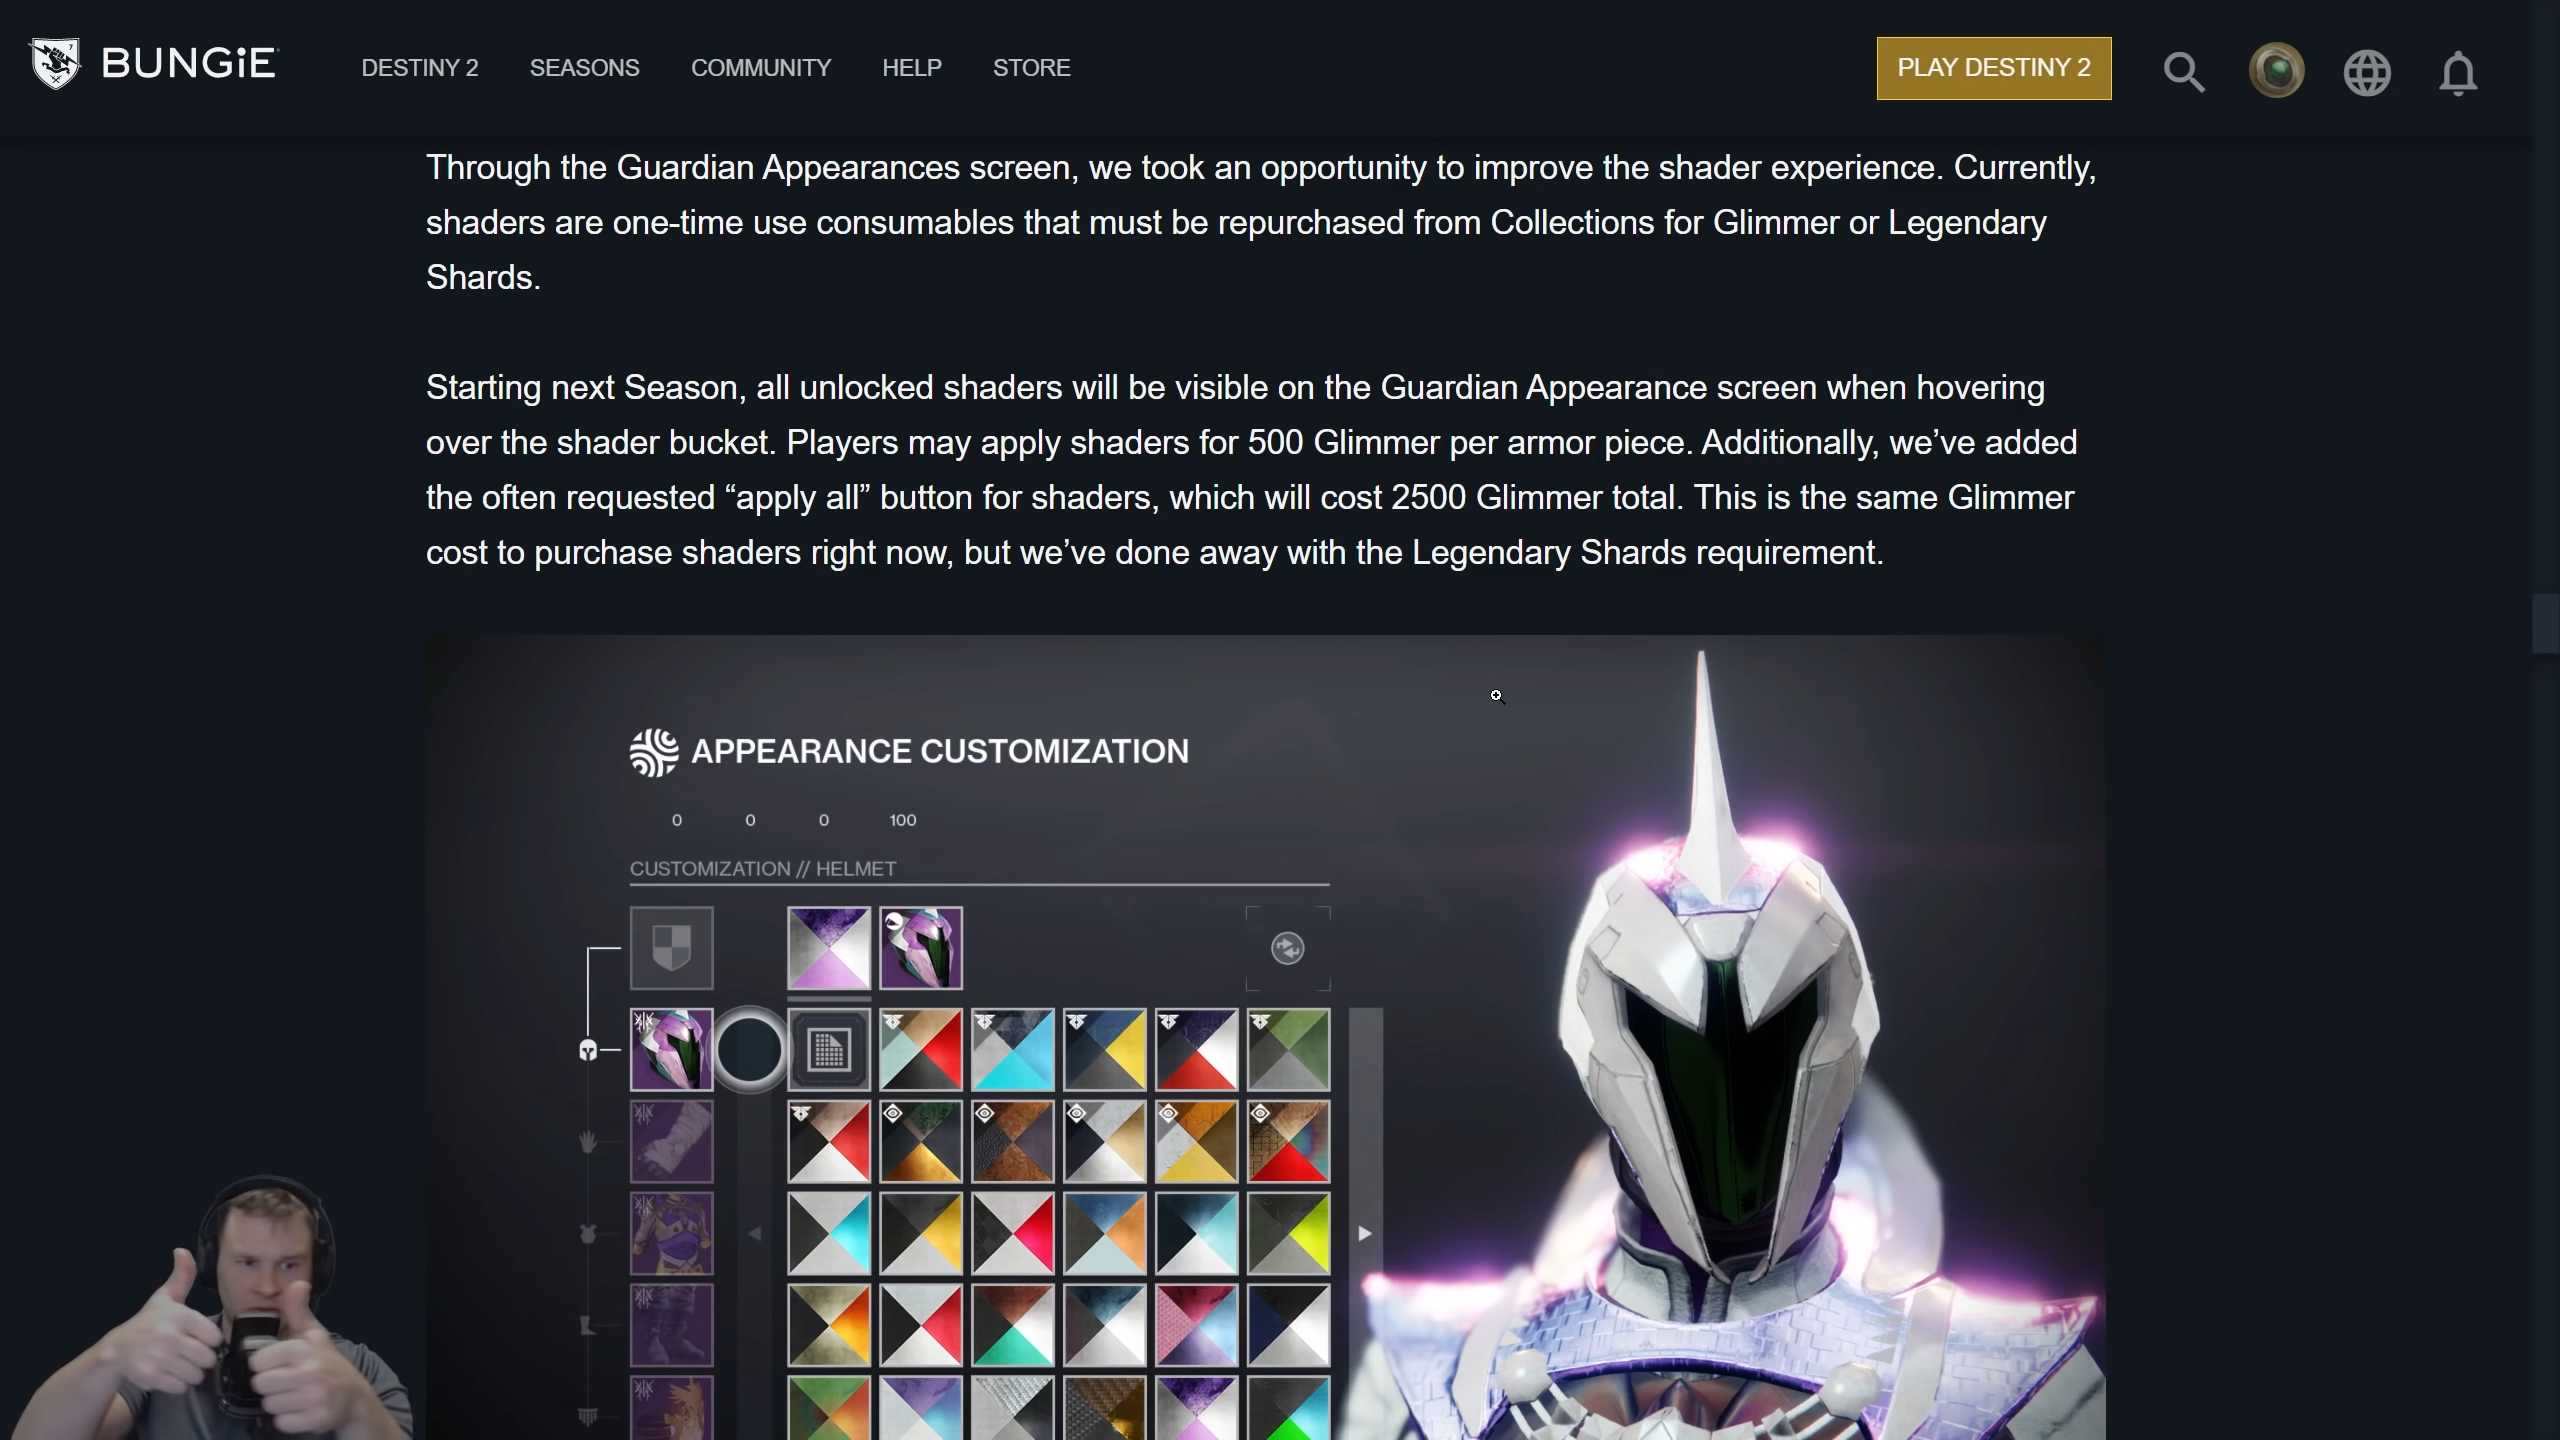 BUNGiE
DESTINY 2
SEASONS
COMMUNITY
HELP
STORE
PLAY DESTINY 2
Through the Guardian Appearances screen, we took an opportunity to improve the shader experience. Currently,
shaders are one-time use consumables that must be repurchased from Collections for Glimmer or Legendary
Shards.
Starting next Season, all unlocked shaders will be visible on the Guardian Appearance screen when hovering
over the shader bucket. Players may apply shaders for 500 Glimmer per armor piece. Additionally, we’ve added
the often requested “apply all” button for shaders, which will cost 2500 Glimmer total. This is the same Glimmer
cost to purchase shaders right now, but we’ve done away with the Legendary Shards requirement.
APPEARANCE CUSTOMIZATION
0 0 0 100
CUSTOMIZATION // HELMET